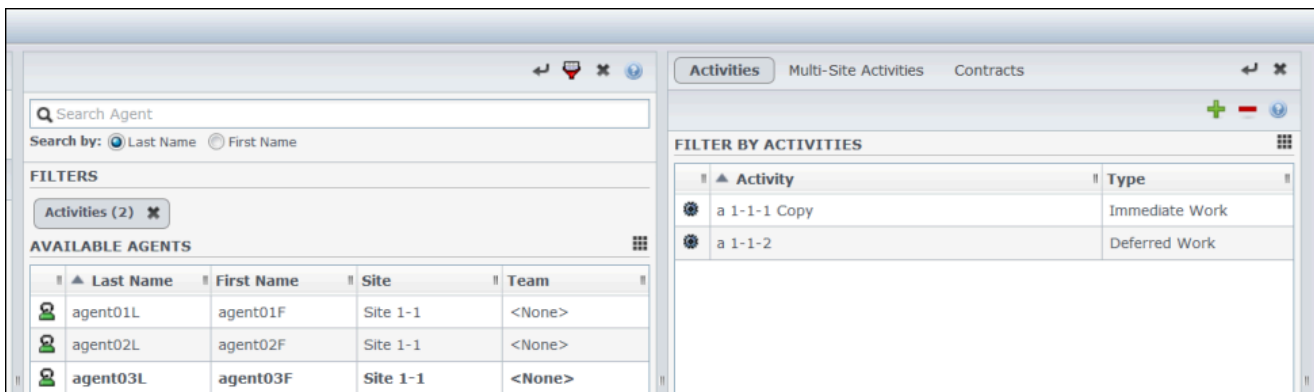 Search Agent
Search by: Last Name First Name
FILTERS
Activities (2)
AVAILABLE AGENTS
Last Name First Name Site Team
agent01L agent01F Site 1-1 <None>
agent02L agent02F Site 1-1 <None>
agent03L agent03F Site 1-1 <None>
Activities Multi-Site Activities Contracts
FILTER BY ACTIVITIES
Activity Type
a 1-1-1 Copy Immediate Work
a 1-1-2 Deferred Work